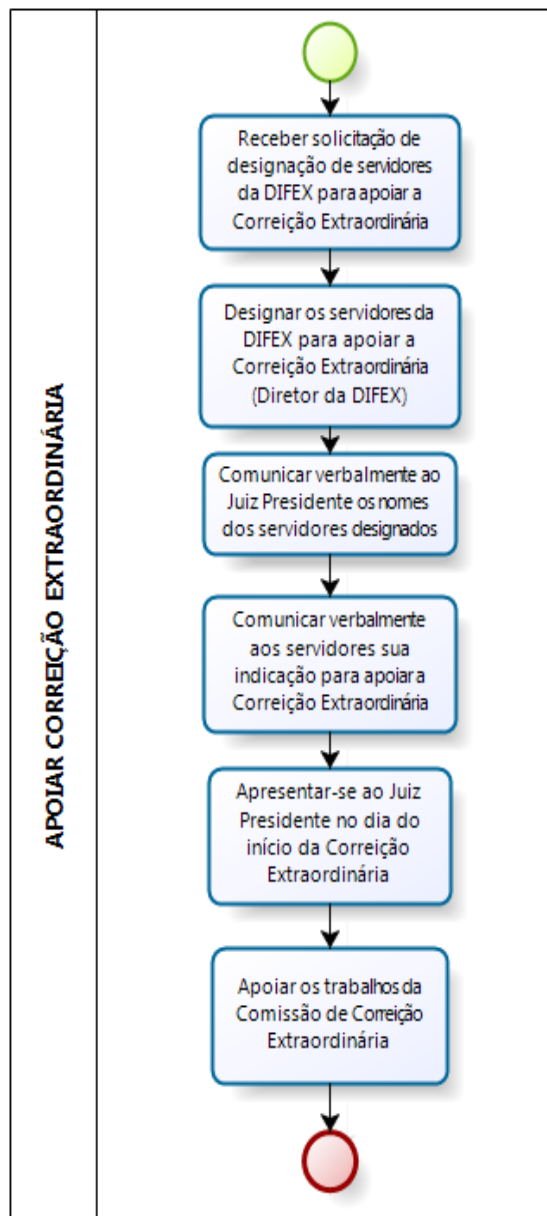 APOIAR CORREIÇÃO EXTRAORDINÁRIA
Receber solicitação de
designação de servidores
da DIFEX para apoiar a
Correição Extraordinária
Designar os servidores da
DIFEX para apoiar a
Correição Extraordinária
(Diretor da DIFEX)
Comunicar verbalmente ao
Juiz Presidente os nomes
dos servidores designados
Comunicar verbalmente
aos servidores sua
indicação para apoiar a
Correição Extraordinária
Apresentar-se ao Juiz
Presidente no dia do
início da Correição
Extraordinária
Apoiar os trabalhos da
Comissão de Correição
Extraordinária